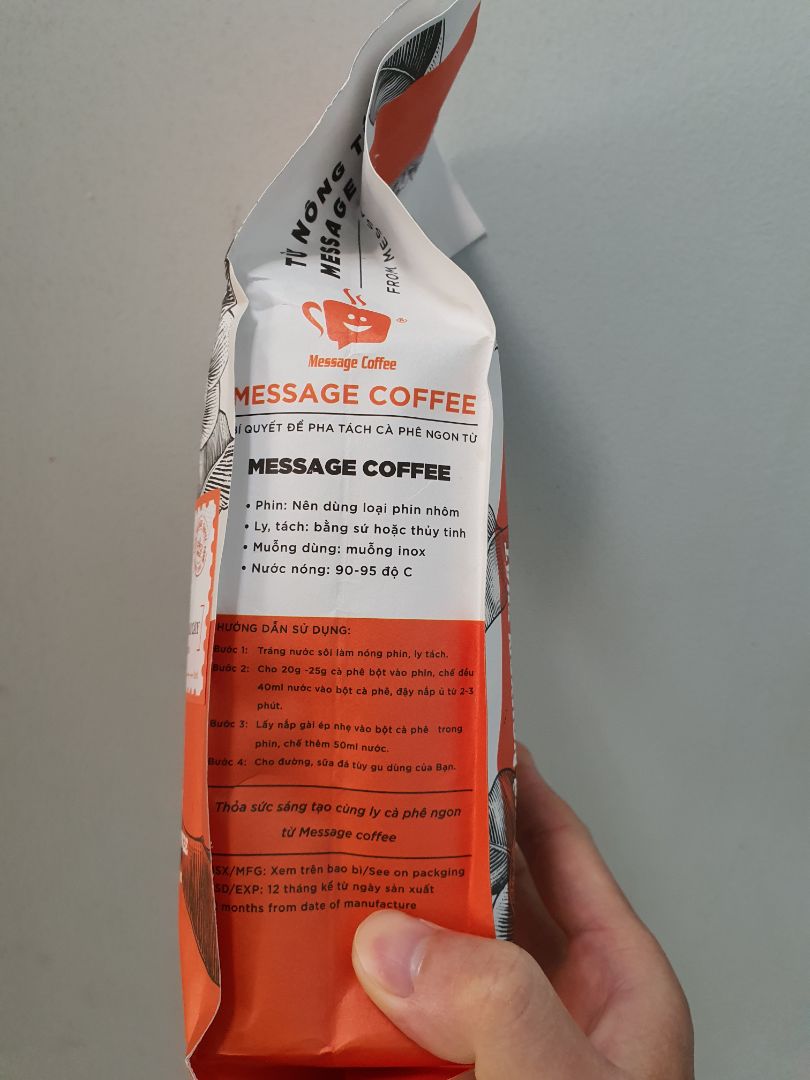 TỪ NÔNG T
MESSAGE
FROM MESS
®
Message Coffee
MESSAGE COFFEE
BÍ QUYẾT ĐỂ PHA TÁCH CÀ PHÊ NGON TỪ
MESSAGE COFFEE
• Phin: Nên dùng loại phin nhôm
• Ly, tách: bằng sứ hoặc thủy tinh
• Muỗng dùng: muỗng inox
• Nước nóng: 90-95 độ C
HƯỚNG DẪN SỬ DỤNG:
Bước 1: Tráng nước sôi làm nóng phin, ly tách.
Bước 2: Cho 20g -25g cà phê bột vào phin, chế đều
40ml nước vào bột cà phê, đậy nắp ủ từ 2-3
phút.
Bước 3: Lấy nắp gài ép nhẹ vào bột cà phê trong
phin, chế thêm 50ml nước.
Bước 4: Cho đường, sữa đá tùy gu dùng của Bạn.
Thỏa sức sáng tạo cùng ly cà phê ngon
từ Message coffee
SX/MFG: Xem trên bao bì/See on packging
SD/EXP: 12 tháng kể từ ngày sản xuất
months from date of manufacture